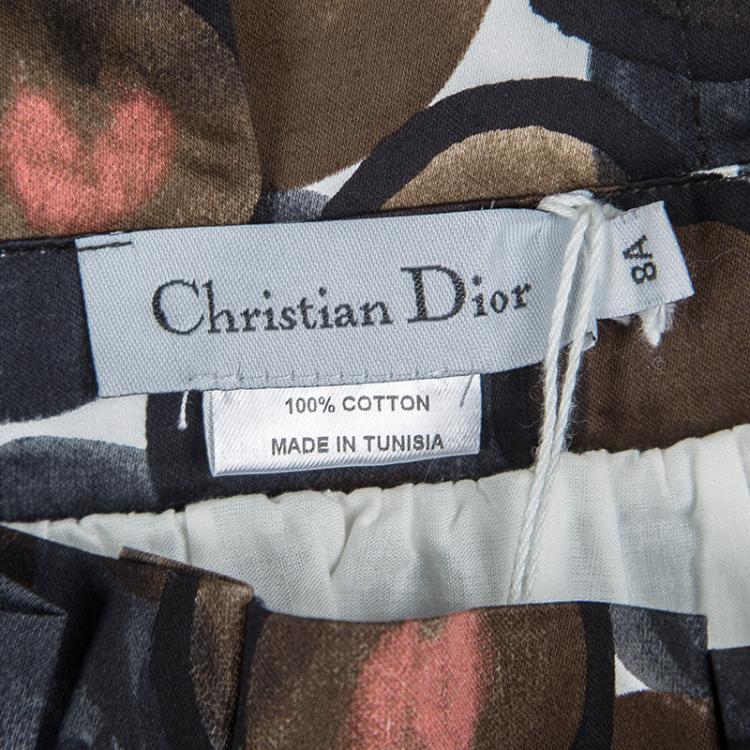 Christian Dior
8A
100% COTTON
MADE IN TUNISIA